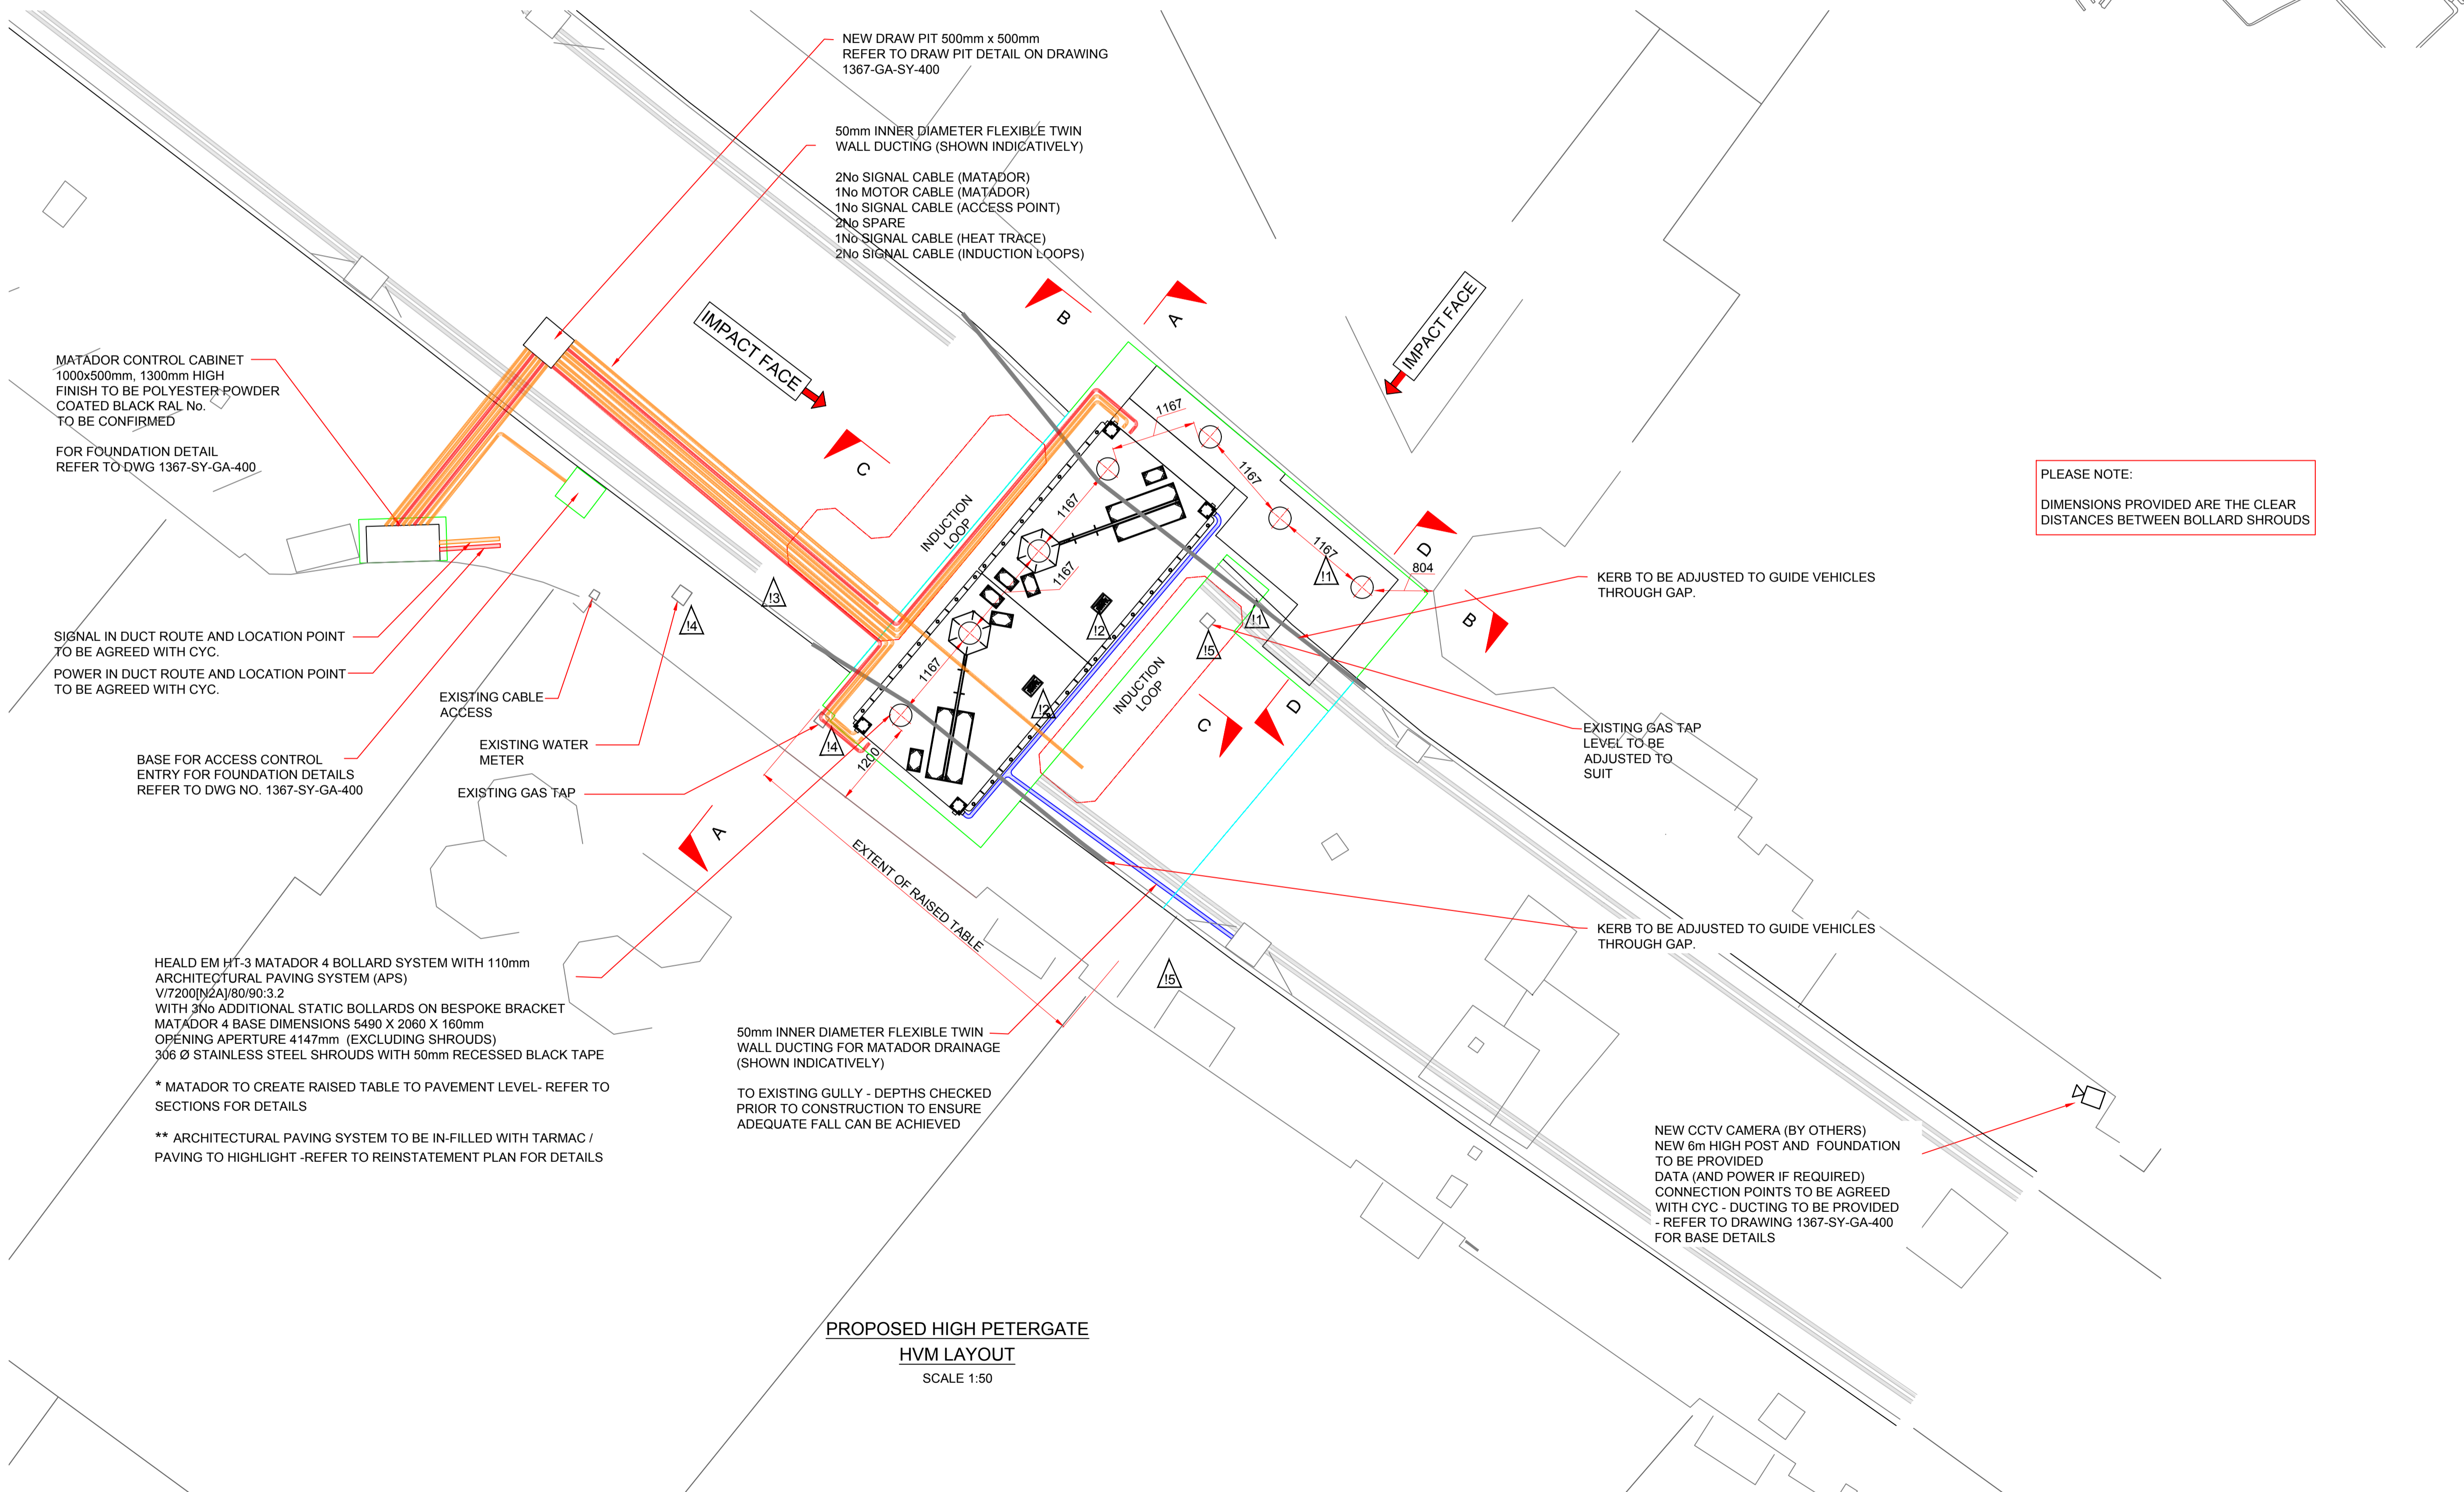 NEW DRAW PIT 500mm x 500mm
REFER TO DRAW PIT DETAIL ON DRAWING
1367-GA-SY-400
50mm INNER DIAMETER FLEXIBLE TWIN
WALL DUCTING (SHOWN INDICATIVELY)
2No SIGNAL CABLE (MATADOR)
1No MOTOR CABLE (MATADOR)
1No SIGNAL CABLE (ACCESS POINT)
2No SPARE
1No SIGNAL CABLE (HEAT TRACE)
2No SIGNAL CABLE (INDUCTION LOOPS)
IMPACT FACE
IMPACT FACE
B
A
C
MATADOR CONTROL CABINET
1000x500mm, 1300mm HIGH
FINISH TO BE POLYESTER POWDER
COATED BLACK RAL No.
TO BE CONFIRMED
FOR FOUNDATION DETAIL
REFER TO DWG 1367-SY-GA-400
PLEASE NOTE:
DIMENSIONS PROVIDED ARE THE CLEAR
DISTANCES BETWEEN BOLLARD SHROUDS
1167
1167
1167
1167
1167
1167
804
1200
INDUCTION
LOOP
INDUCTION
LOOP
D
B
C
D
A
!1
!1
!2
!2
!3
!4
!4
!5
!5
KERB TO BE ADJUSTED TO GUIDE VEHICLES
THROUGH GAP.
SIGNAL IN DUCT ROUTE AND LOCATION POINT
TO BE AGREED WITH CYC.
POWER IN DUCT ROUTE AND LOCATION POINT
TO BE AGREED WITH CYC.
EXISTING CABLE
ACCESS
EXISTING WATER
METER
EXISTING GAS TAP
BASE FOR ACCESS CONTROL
ENTRY FOR FOUNDATION DETAILS
REFER TO DWG NO. 1367-SY-GA-400
EXISTING GAS TAP
LEVEL TO BE
ADJUSTED TO
SUIT
EXTENT OF RAISED TABLE
KERB TO BE ADJUSTED TO GUIDE VEHICLES
THROUGH GAP.
HEALD EM HT-3 MATADOR 4 BOLLARD SYSTEM WITH 110mm
ARCHITECTURAL PAVING SYSTEM (APS)
V/7200[N2A]/80/90:3.2
WITH 3No ADDITIONAL STATIC BOLLARDS ON BESPOKE BRACKET
MATADOR 4 BASE DIMENSIONS 5490 X 2060 X 160mm
OPENING APERTURE 4147mm (EXCLUDING SHROUDS)
306 Ø STAINLESS STEEL SHROUDS WITH 50mm RECESSED BLACK TAPE
* MATADOR TO CREATE RAISED TABLE TO PAVEMENT LEVEL- REFER TO
SECTIONS FOR DETAILS
** ARCHITECTURAL PAVING SYSTEM TO BE IN-FILLED WITH TARMAC /
PAVING TO HIGHLIGHT -REFER TO REINSTATEMENT PLAN FOR DETAILS
50mm INNER DIAMETER FLEXIBLE TWIN
WALL DUCTING FOR MATADOR DRAINAGE
(SHOWN INDICATIVELY)
TO EXISTING GULLY - DEPTHS CHECKED
PRIOR TO CONSTRUCTION TO ENSURE
ADEQUATE FALL CAN BE ACHIEVED
NEW CCTV CAMERA (BY OTHERS)
NEW 6m HIGH POST AND FOUNDATION
TO BE PROVIDED
DATA (AND POWER IF REQUIRED)
CONNECTION POINTS TO BE AGREED
WITH CYC - DUCTING TO BE PROVIDED
- REFER TO DRAWING 1367-SY-GA-400
FOR BASE DETAILS
PROPOSED HIGH PETERGATE
HVM LAYOUT
SCALE 1:50